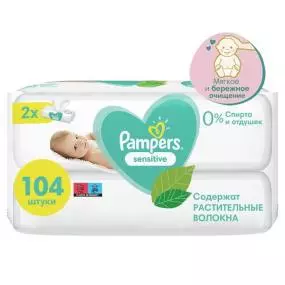 Мягкое
и бережное
очищение
2x
Pampers
sensitive
0% Спирта
и отдушек
104
штуки
Содержат
РАСТИТЕЛЬНЫЕ
ВОЛОКНА